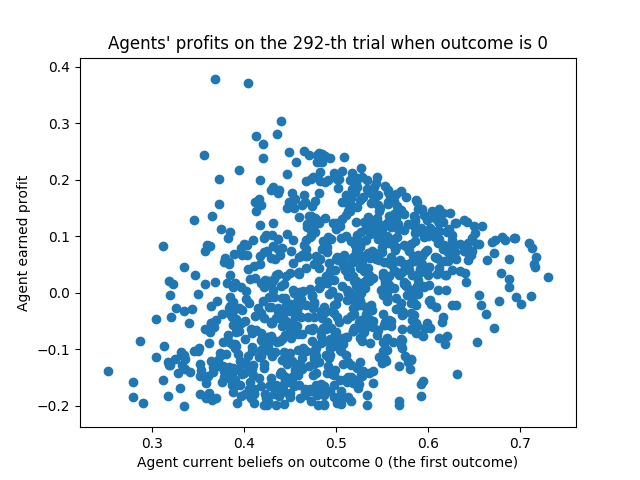 Agents' profits on the 292-th trial when outcome is 0
0.4
0.3
0.2
0.1
0.0
−0.1
−0.2
Agent earned profit
0.3 0.4 0.5 0.6 0.7
Agent current beliefs on outcome 0 (the first outcome)